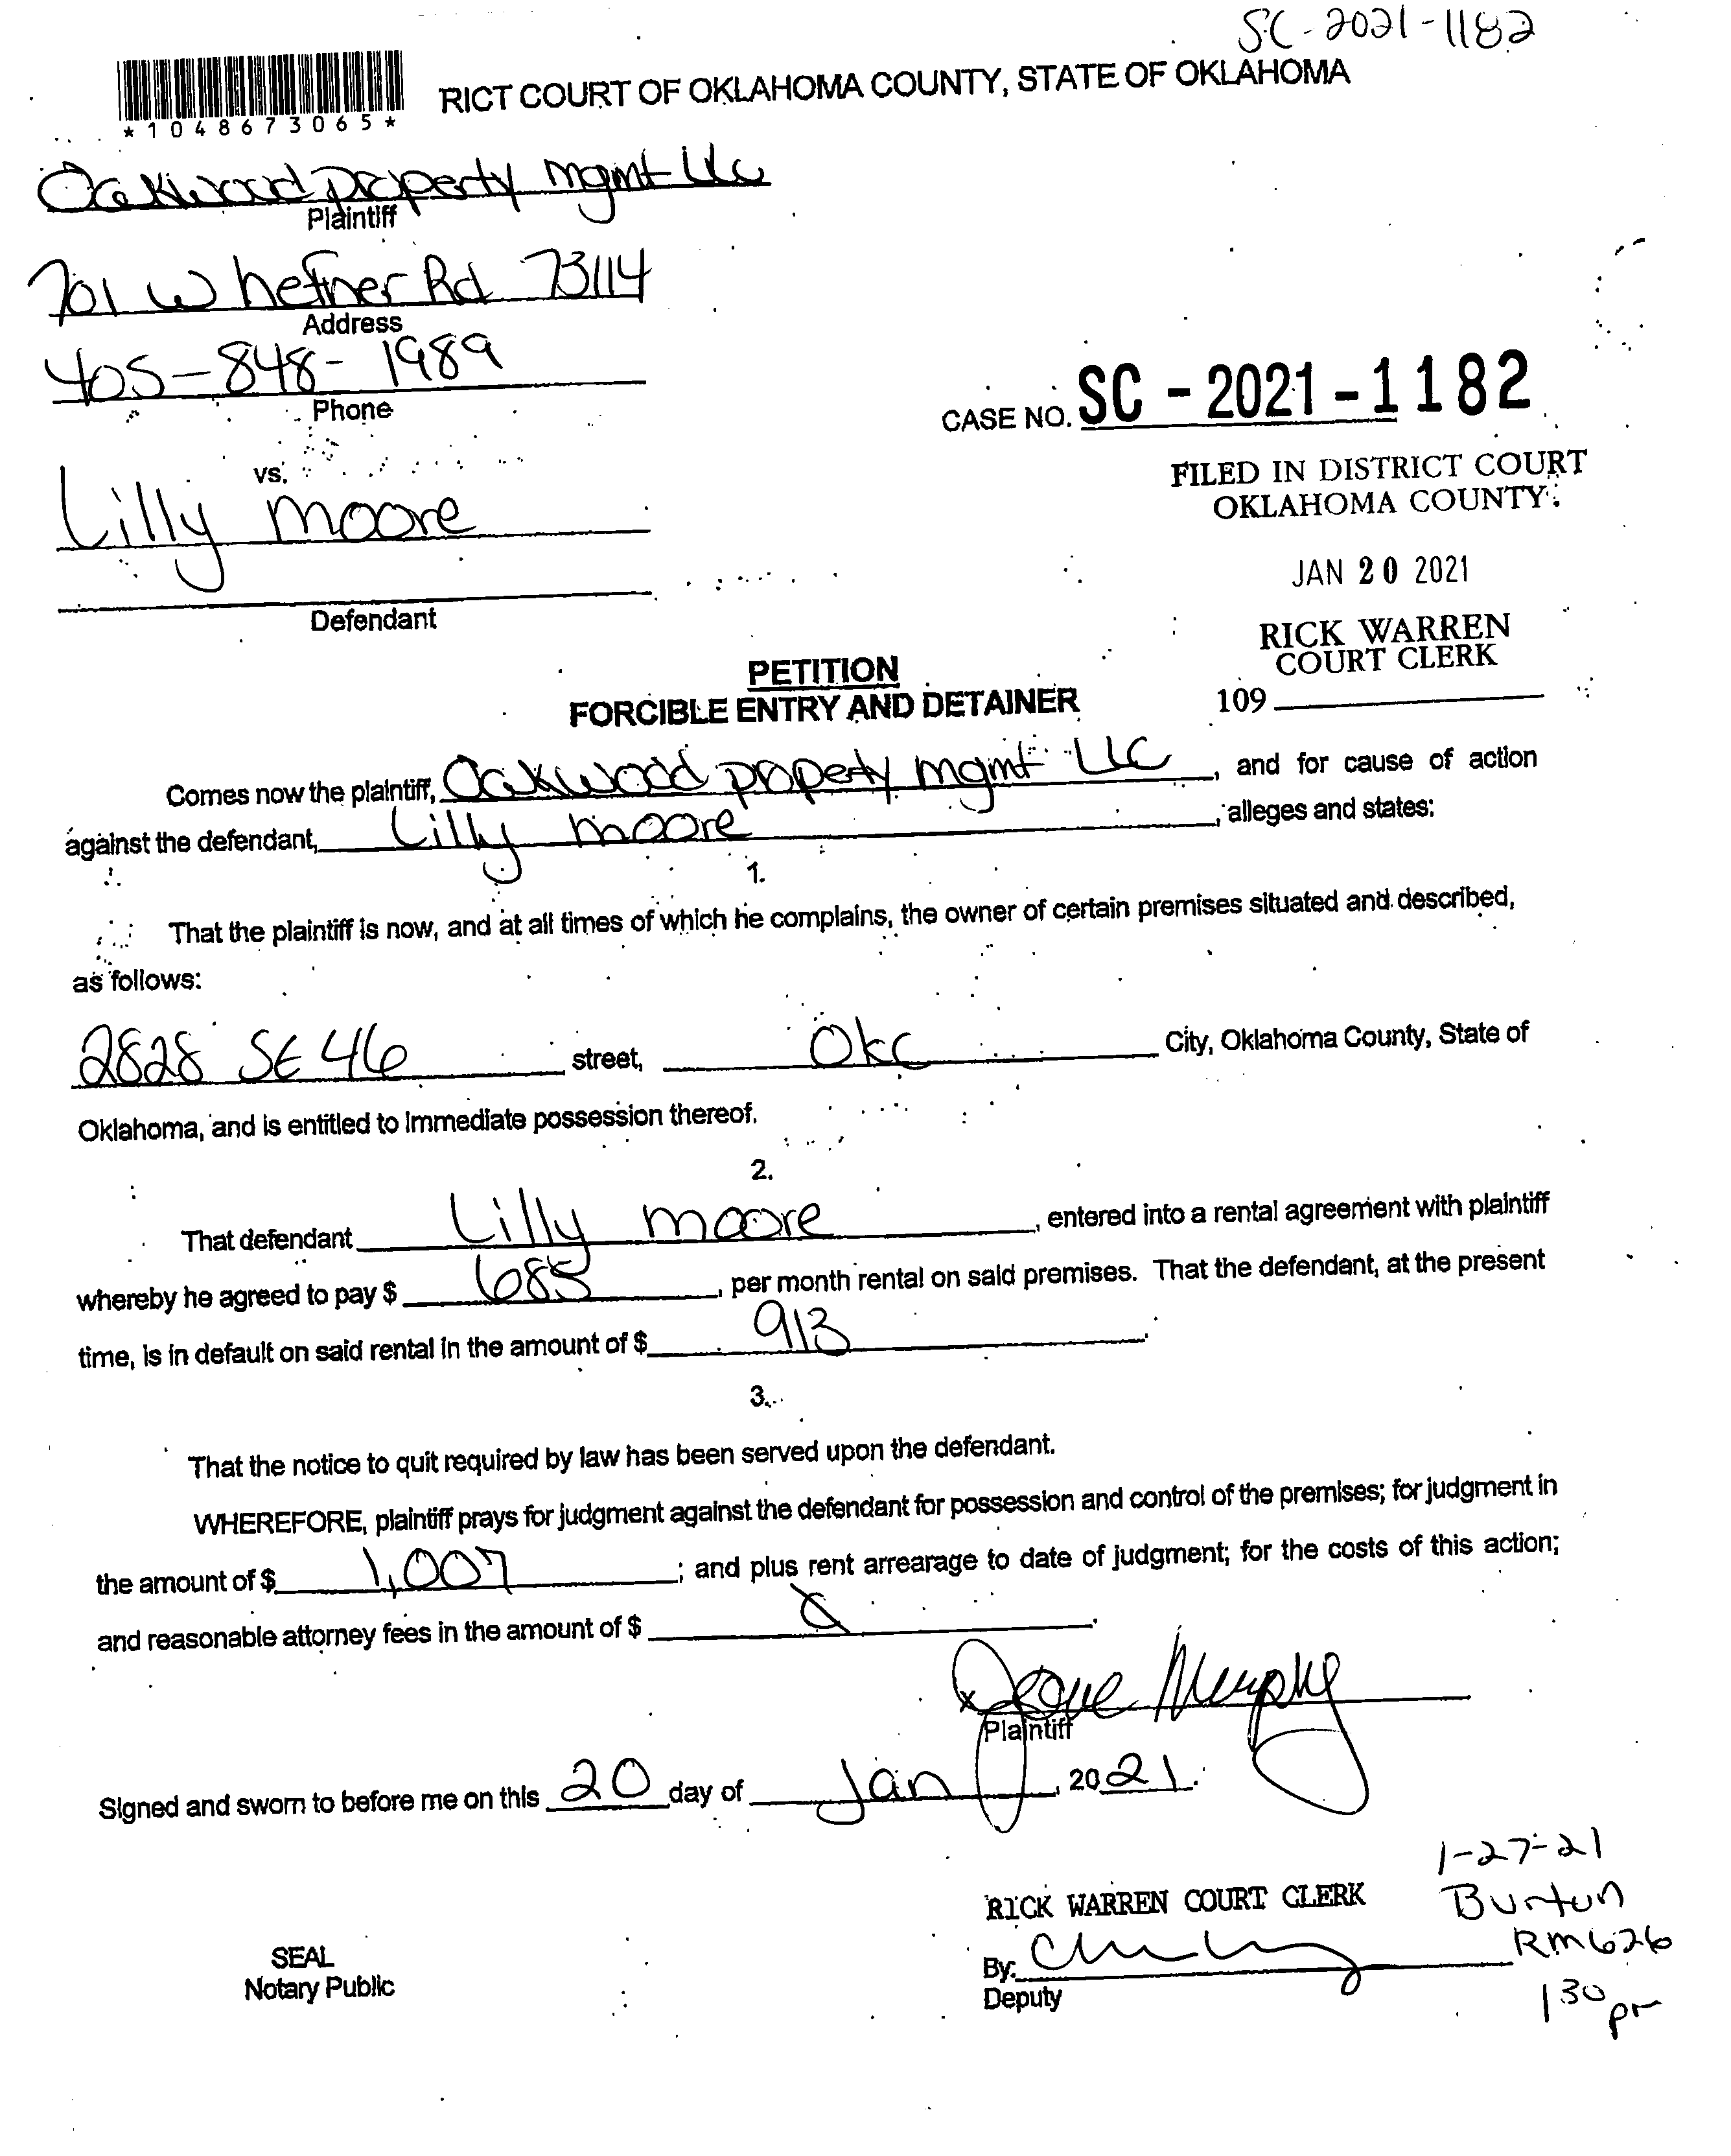 SC-2021-1182
*1048673065*
RICT COURT OF OKLAHOMA COUNTY, STATE OF OKLAHOMA
Oakwood property mgmt LLC
Plaintiff
701 W hefner Rd 73114
Address
405-848-1989
Phone
CASE NO. SC - 2021 - 1182
vs.
FILED IN DISTRICT COURT
OKLAHOMA COUNTY
Lilly moore
JAN 20 2021
Defendant
RICK WARREN
COURT CLERK
109
PETITION
FORCIBLE ENTRY AND DETAINER
Comes now the plaintiff, Oakwood property mgmt LLC, and for cause of action
against the defendant, Lilly moore, alleges and states:
1.
That the plaintiff is now, and at all times of which he complains, the owner of certain premises situated and described,
as follows:
2828 SE 46 street, Okc City, Oklahoma County, State of
Oklahoma, and is entitled to immediate possession thereof.
2.
That defendant Lilly moore, entered into a rental agreement with plaintiff
whereby he agreed to pay $ 685, per month rental on said premises. That the defendant, at the present
time, is in default on said rental in the amount of $ 913.
3.
That the notice to quit required by law has been served upon the defendant.
WHEREFORE, plaintiff prays for judgment against the defendant for possession and control of the premises; for judgment in
the amount of $ 1,007; and plus rent arrearage to date of judgment; for the costs of this action;
and reasonable attorney fees in the amount of $
x Murphy
Plaintiff
Signed and sworn to before me on this 20 day of Jan, 2021.
1-27-21
Burton
RM 626
130 pm
RICK WARREN COURT CLERK
SEAL
Notary Public
By:
Deputy